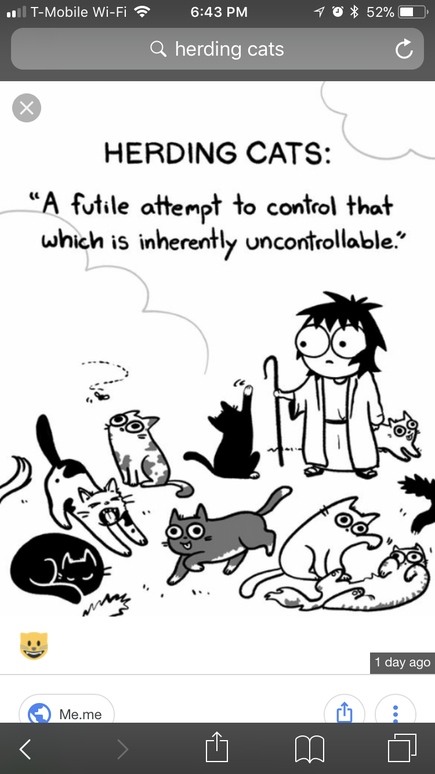 T-Mobile Wi-Fi 6:43 PM 52%
herding cats
HERDING CATS:
“A futile attempt to control that
which is inherently uncontrollable.”
1 day ago
Me.me